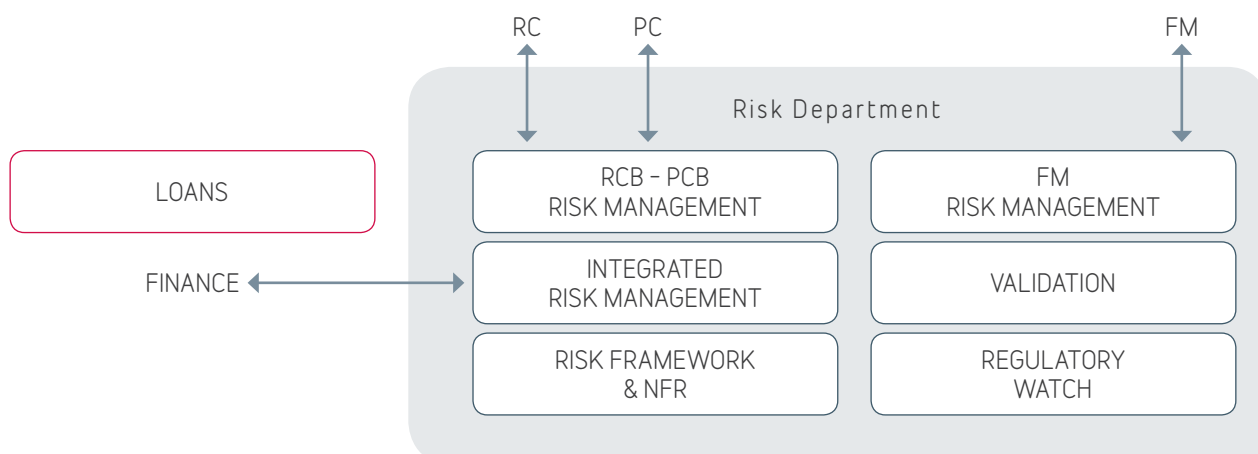 RC
PC
FM
Risk Department
LOANS
RCB – PCB
RISK MANAGEMENT
FM
RISK MANAGEMENT
FINANCE
INTEGRATED
RISK MANAGEMENT
VALIDATION
RISK FRAMEWORK
& NFR
REGULATORY
WATCH